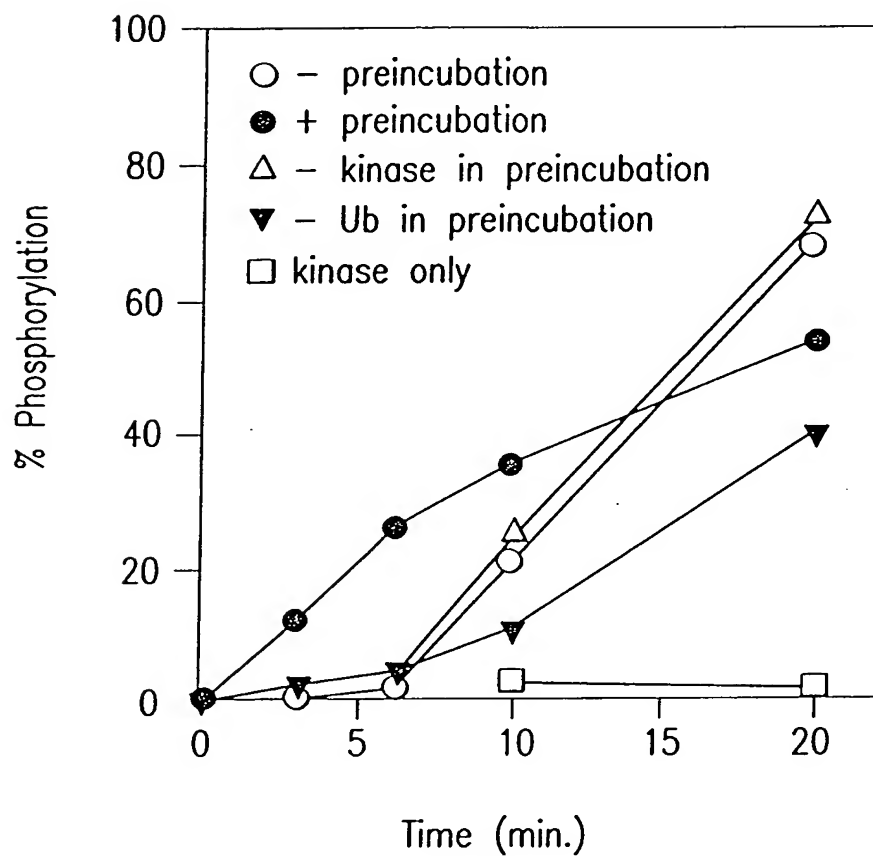 100
– preincubation
+ preincubation
– kinase in preincubation
– Ub in preincubation
kinase only
80
60
40
20
0
% Phosphorylation
0 5 10 15 20
Time (min.)